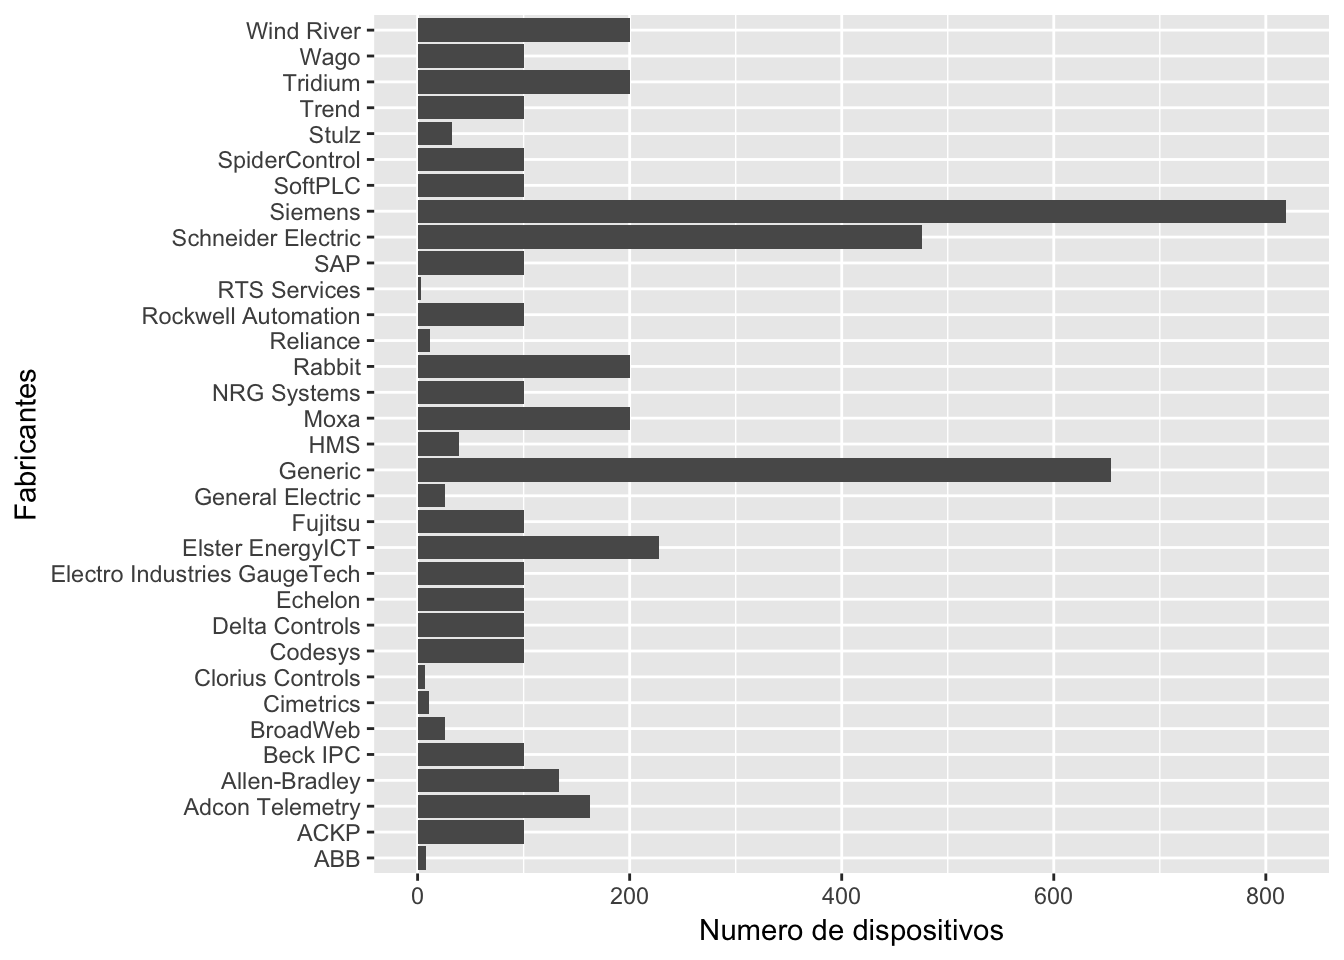 Fabricantes
Wind River
Wago
Tridium
Trend
Stulz
SpiderControl
SoftPLC
Siemens
Schneider Electric
SAP
RTS Services
Rockwell Automation
Reliance
Rabbit
NRG Systems
Moxa
HMS
Generic
General Electric
Fujitsu
Elster EnergyICT
Electro Industries GaugeTech
Echelon
Delta Controls
Codesys
Clorius Controls
Cimetrics
BroadWeb
Beck IPC
Allen-Bradley
Adcon Telemetry
ACKP
ABB
0 200 400 600 800
Numero de dispositivos